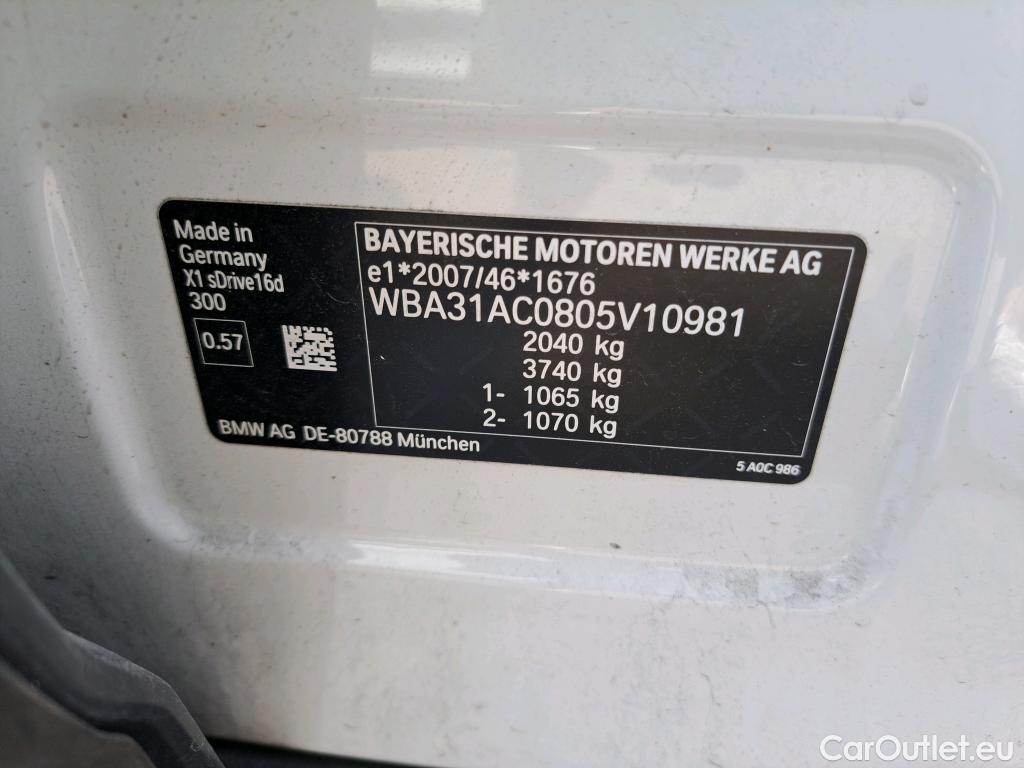 Made in
Germany
X1 sDrive16d
300
0.57
BAYERISCHE MOTOREN WERKE AG
e1*2007/46*1676
WBA31AC0805V10981
2040 kg
3740 kg
1- 1065 kg
2- 1070 kg
BMW AG DE-80788 München
5 A0C 986
CarOutlet.eu